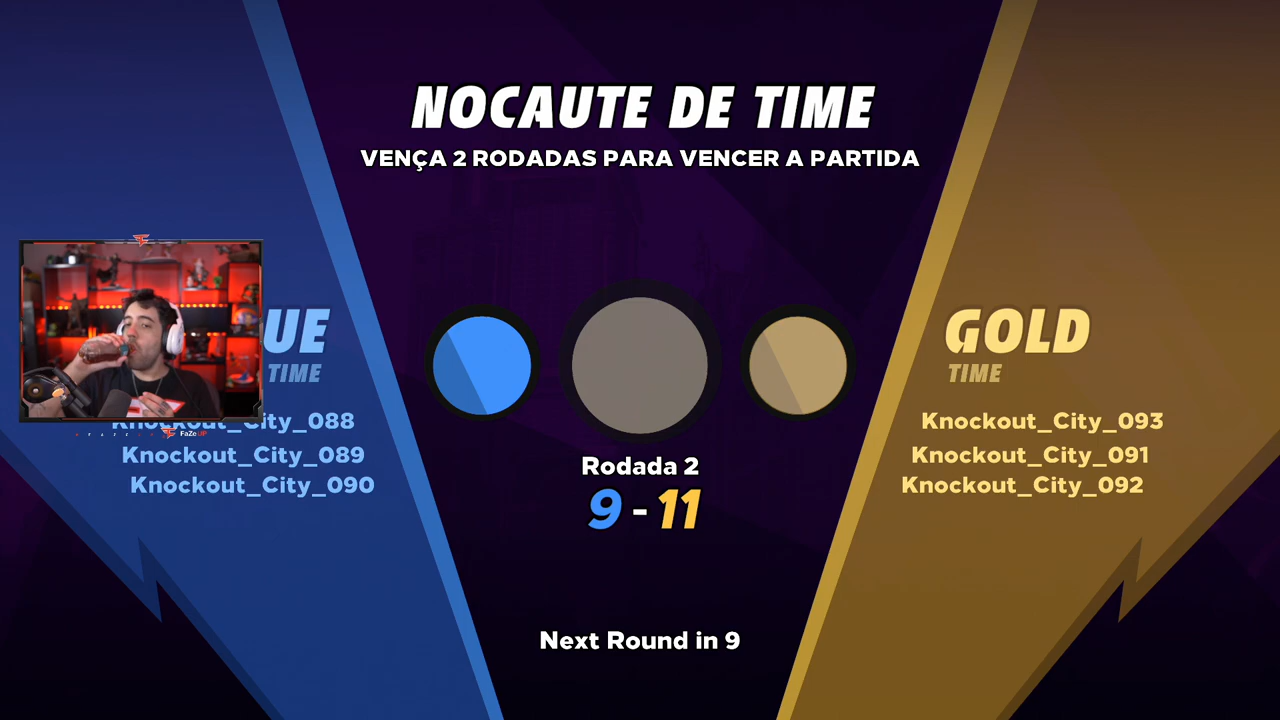 NOCAUTE DE TIME
VENÇA 2 RODADAS PARA VENCER A PARTIDA
UE
TIME
Knockout_City_088
Knockout_City_089
Knockout_City_090
FaZeUP
Rodada 2
9 - 11
Next Round in 9
GOLD
TIME
Knockout_City_093
Knockout_City_091
Knockout_City_092